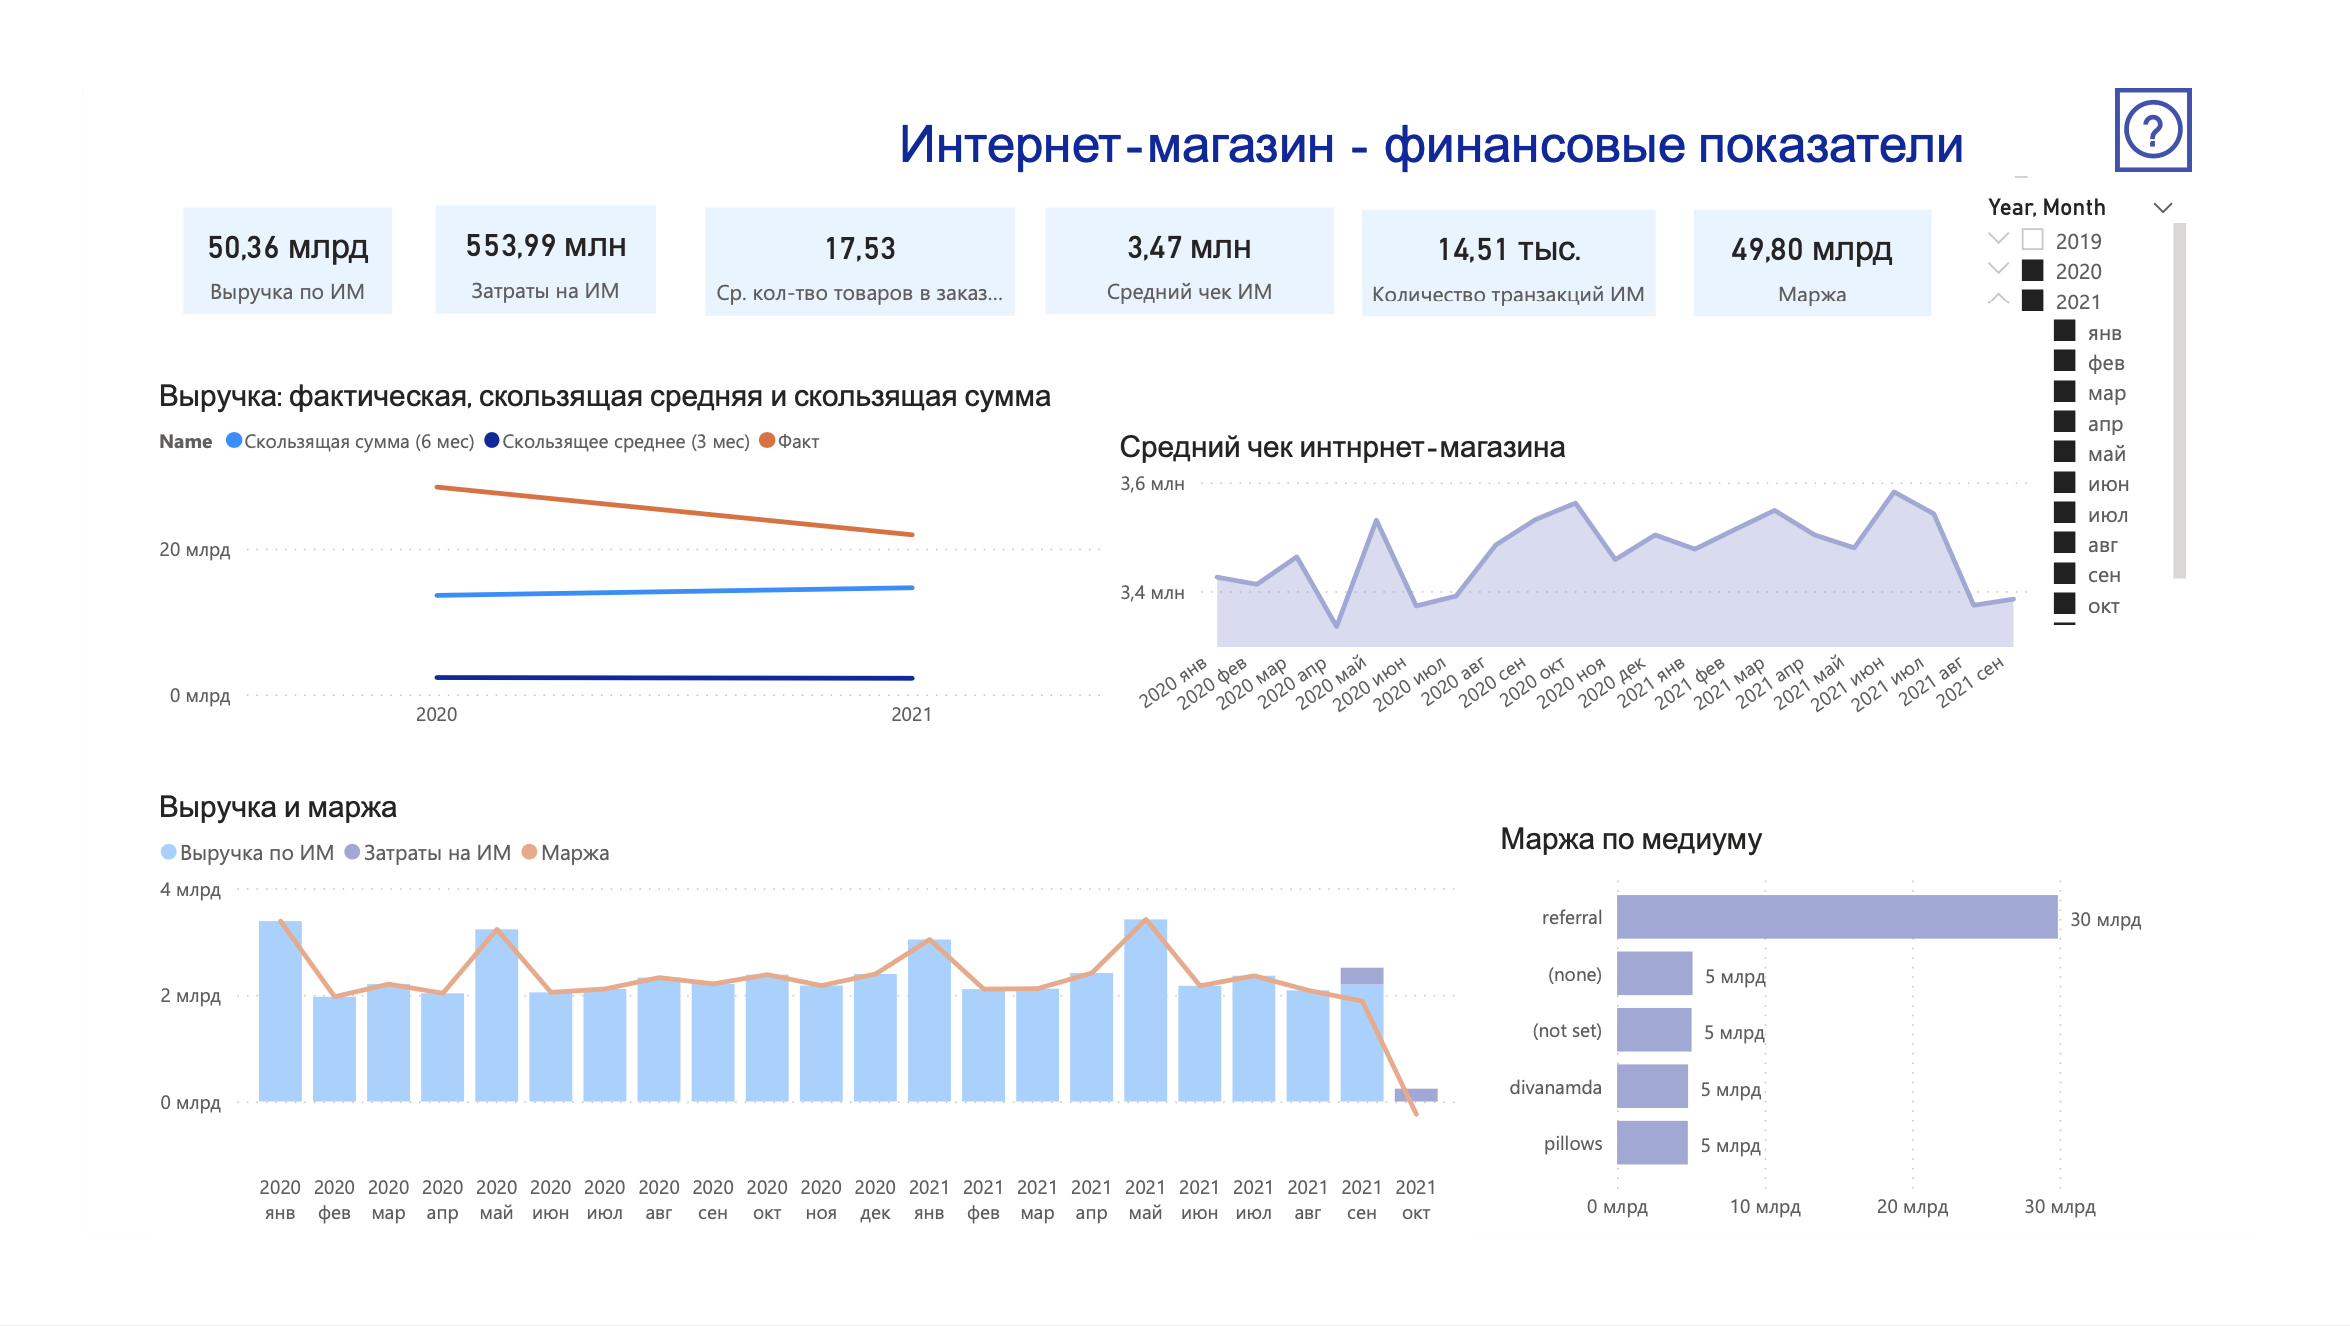 Интернет-магазин - финансовые показатели
?
50,36 млрд
Выручка по ИМ
553,99 млн
Затраты на ИМ
17,53
Ср. кол-тво товаров в заказ...
3,47 млн
Средний чек ИМ
14,51 тыс.
Количество транзакций ИМ
49,80 млрд
Маржа
Year, Month
2019
2020
2021
янв
фев
мар
апр
май
июн
июл
авг
сен
окт
Выручка: фактическая, скользящая средняя и скользящая сумма
Name Скользящая сумма (6 мес) Скользящее среднее (3 мес) Факт
20 млрд
0 млрд
2020 2021
Средний чек интнрнет-магазина
3,6 млн
3,4 млн
2020 янв
2020 фев
2020 мар
2020 апр
2020 май
2020 июн
2020 июл
2020 авг
2020 сен
2020 окт
2020 ноя
2020 дек
2021 янв
2021 фев
2021 мар
2021 апр
2021 май
2021 июн
2021 июл
2021 авг
2021 сен
Выручка и маржа
Выручка по ИМ Затраты на ИМ Маржа
4 млрд
2 млрд
0 млрд
2020 2020 2020 2020 2020 2020 2020 2020 2020 2020 2020 2020 2021 2021 2021 2021 2021 2021 2021 2021 2021 2021
янв фев мар апр май июн июл авг сен окт ноя дек янв фев мар апр май июн июл авг сен окт
Маржа по медиуму
referral 30 млрд
(none) 5 млрд
(not set) 5 млрд
divanamda 5 млрд
pillows 5 млрд
0 млрд 10 млрд 20 млрд 30 млрд